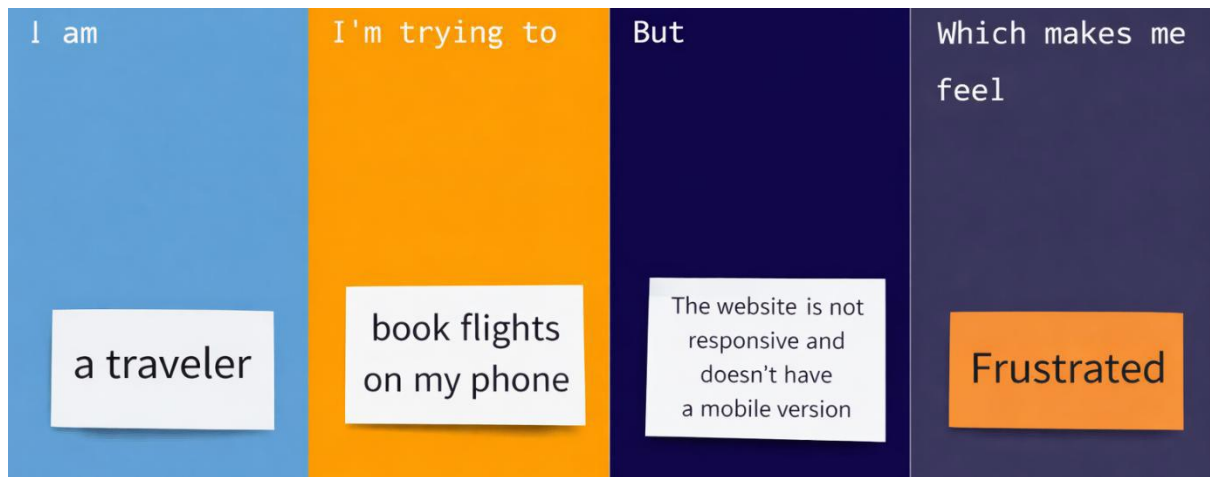 I am
a traveler
I'm trying to
book flights
on my phone
But
The website is not
responsive and
doesn't have
a mobile version
Which makes me
feel
Frustrated